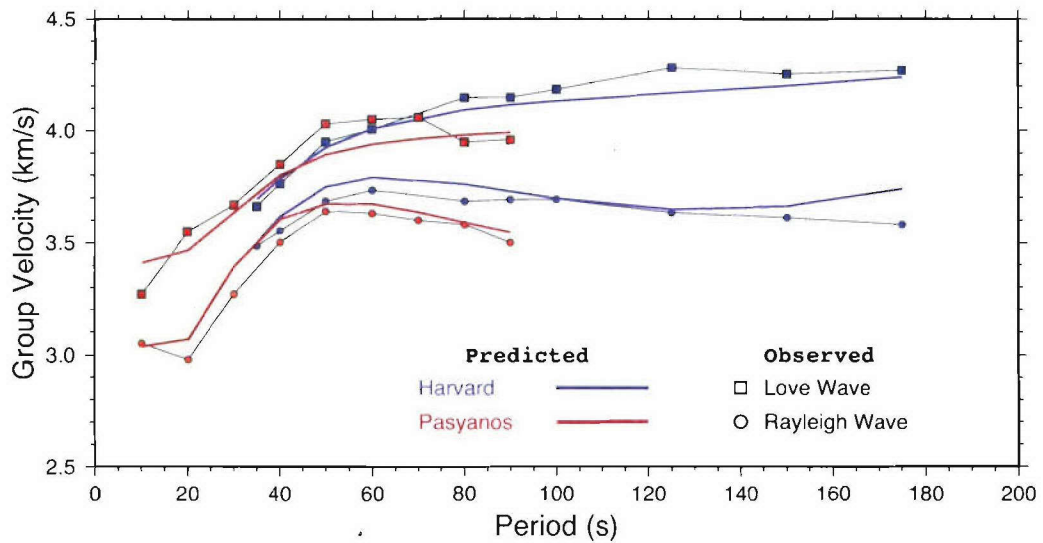 4.5
4.0
3.5
3.0
2.5
Group Velocity (km/s)
Predicted Observed
Harvard Love Wave
Pasyanos Rayleigh Wave
0 20 40 60 80 100 120 140 160 180 200
Period (s)